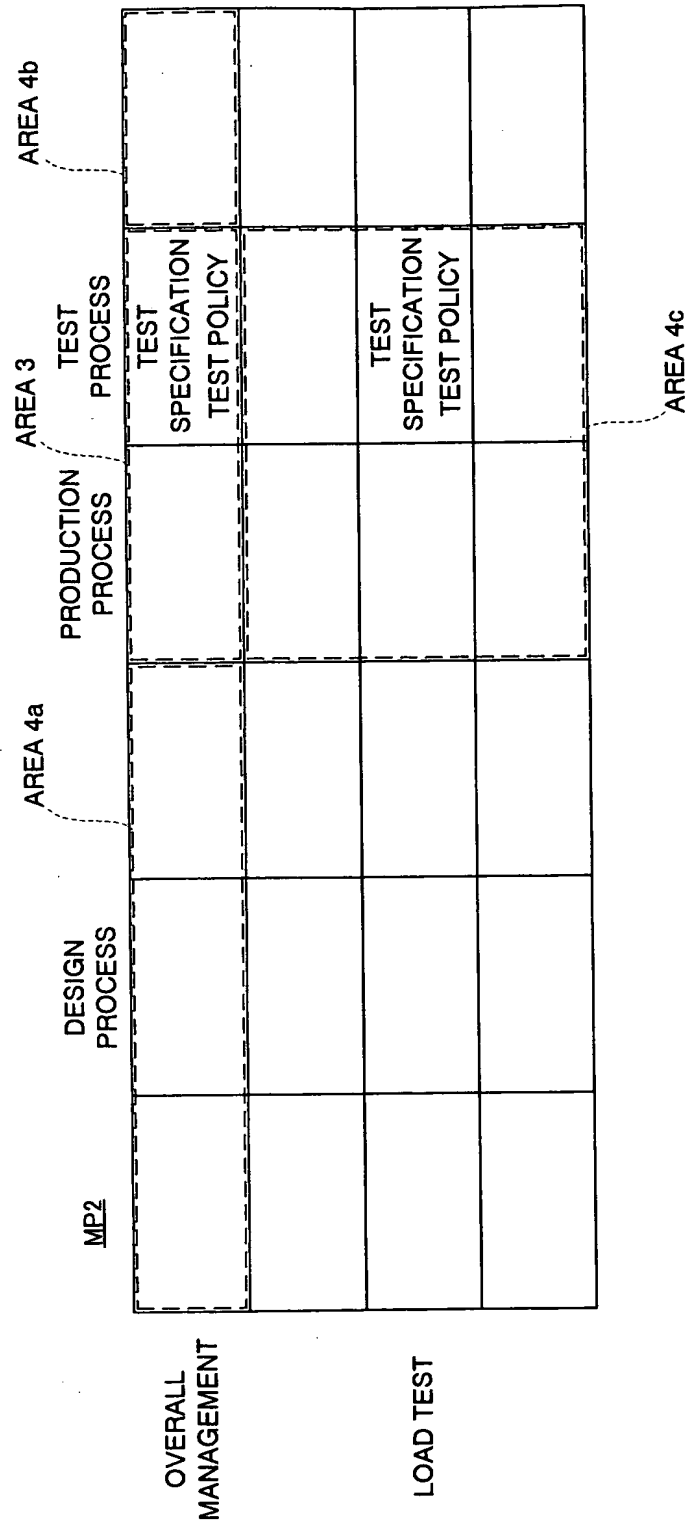 AREA 4a
AREA 3
AREA 4b
MP2
DESIGN
PROCESS
PRODUCTION
PROCESS
TEST
PROCESS
OVERALL
MANAGEMENT
TEST
SPECIFICATION
TEST POLICY
LOAD TEST
TEST
SPECIFICATION
TEST POLICY
AREA 4c